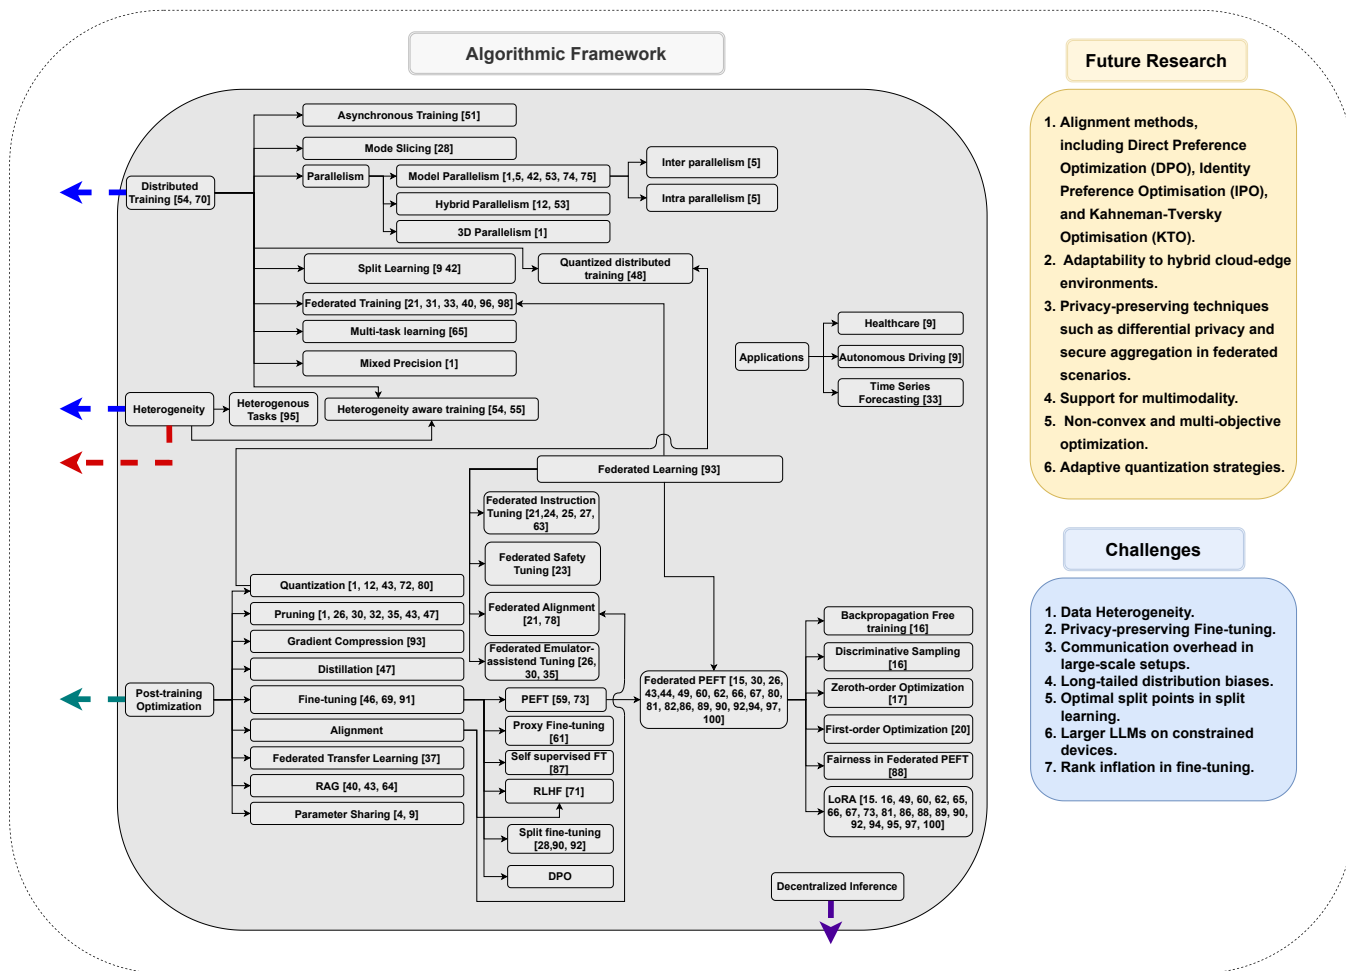 Algorithmic Framework
Asynchronous Training [51]
Mode Slicing [28]
Distributed
Training [54, 70]
Parallelism
Model Parallelism [1,5, 42, 53, 74, 75]
Inter parallelism [5]
Intra parallelism [5]
Hybrid Parallelism [12, 53]
3D Parallelism [1]
Split Learning [9 42]
Quantized distributed
training [48]
Federated Training [21, 31, 33, 40, 96, 98]
Multi-task learning [65]
Mixed Precision [1]
Applications
Healthcare [9]
Autonomous Driving [9]
Time Series
Forecasting [33]
Heterogeneity
Heterogenous
Tasks [95]
Heterogeneity aware training [54, 55]
Federated Learning [93]
Federated Instruction
Tuning [21,24, 25, 27,
63]
Federated Safety
Tuning [23]
Federated Alignment
[21, 78]
Federated Emulator-
assistend Tuning [26,
30, 35]
Post-training
Optimization
Quantization [1, 12, 43, 72, 80]
Pruning [1, 26, 30, 32, 35, 43, 47]
Gradient Compression [93]
Distillation [47]
Fine-tuning [46, 69, 91]
Alignment
Federated Transfer Learning [37]
RAG [40, 43, 64]
Parameter Sharing [4, 9]
PEFT [59, 73]
Proxy Fine-tuning
[61]
Self supervised FT
[87]
RLHF [71]
Split fine-tuning
[28,90, 92]
DPO
Federated PEFT [15, 30, 26,
43,44, 49, 60, 62, 66, 67, 80,
81, 82,86, 89, 90, 92,94, 97,
100]
Backpropagation Free
training [16]
Discriminative Sampling
[16]
Zeroth-order Optimization
[17]
First-order Optimization [20]
Fairness in Federated PEFT
[88]
LoRA [15. 16, 49, 60, 62, 65,
66, 67, 73, 81, 86, 88, 89, 90,
92, 94, 95, 97, 100]
Decentralized Inference
Future Research
1. Alignment methods,
including Direct Preference
Optimization (DPO), Identity
Preference Optimisation (IPO),
and Kahneman-Tversky
Optimisation (KTO).
2. Adaptability to hybrid cloud-edge
environments.
3. Privacy-preserving techniques
such as differential privacy and
secure aggregation in federated
scenarios.
4. Support for multimodality.
5. Non-convex and multi-objective
optimization.
6. Adaptive quantization strategies.
Challenges
1. Data Heterogeneity.
2. Privacy-preserving Fine-tuning.
3. Communication overhead in
large-scale setups.
4. Long-tailed distribution biases.
5. Optimal split points in split
learning.
6. Larger LLMs on constrained
devices.
7. Rank inflation in fine-tuning.